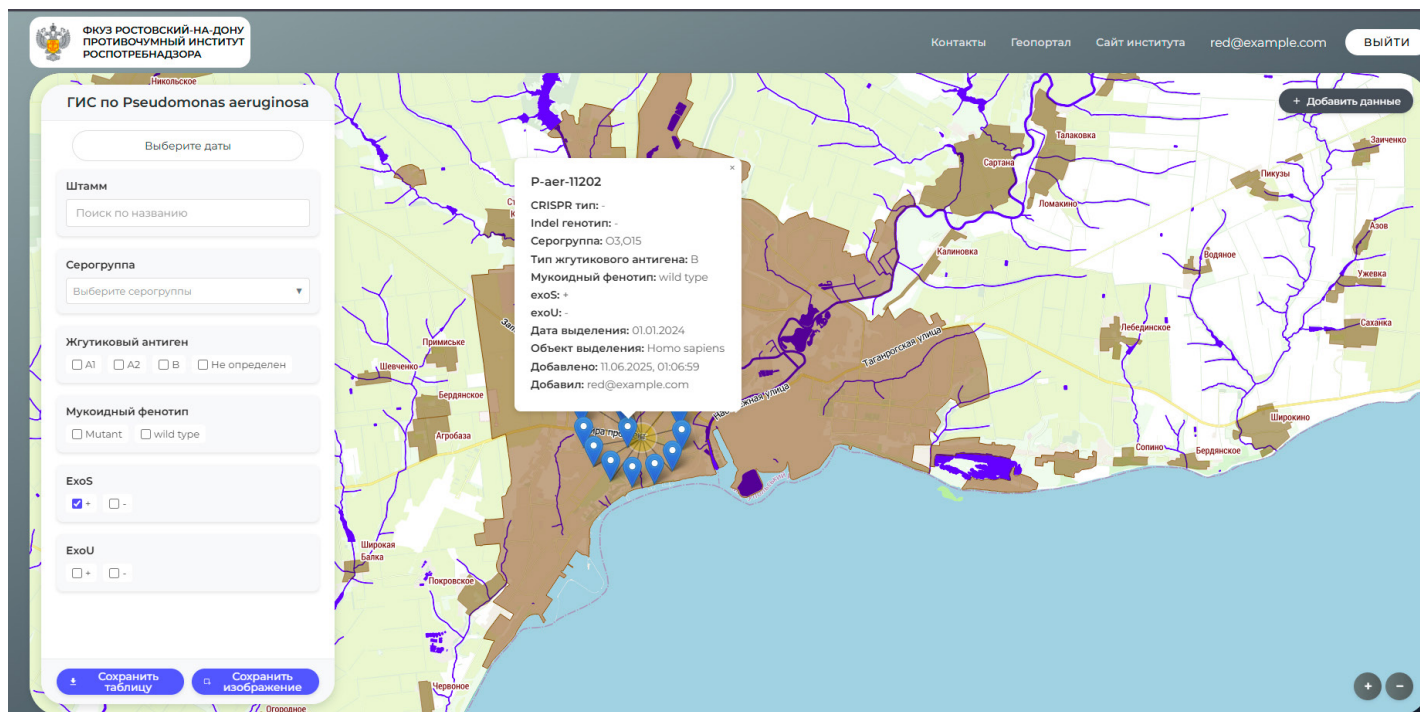 ФКУЗ РОСТОВСКИЙ-НА-ДОНУ
ПРОТИВОЧУМНЫЙ ИНСТИТУТ
РОСПОТРЕБНАДЗОРА
Контакты
Геопортал
Сайт института
red@example.com
ВЫЙТИ
ГИС по Pseudomonas aeruginosa
Выберите даты
Штамм
Поиск по названию
Серогруппа
Выберите серогруппы
Жгутиковый антиген
A1
A2
B
Не определен
Мукоидный фенотип
Mutant
wild type
ExoS
+
-
ExoU
+
-
Сохранить
таблицу
Сохранить
изображение
+ Добавить данные
P-aer-11202
×
CRISPR тип: -
Indel генотип: -
Серогруппа: O3,O15
Тип жгутикового антигена: B
Мукоидный фенотип: wild type
exoS: +
exoU: -
Дата выделения: 01.01.2024
Объект выделения: Homo sapiens
Добавлено: 11.06.2025, 01:06:59
Добавил: red@example.com
Никольское
Талаковка
Заиченко
Сартана
Пикузы
Ломакино
Азов
Калиновка
Водяное
Ужевка
Лебединское
Саханка
Примиське
Шевченко
Таганрогская улица
Бердянское
Широкино
Агробаза
Сопино
Бердянское
Широкая
Балка
Покровское
Червоное
Огородное
+
-